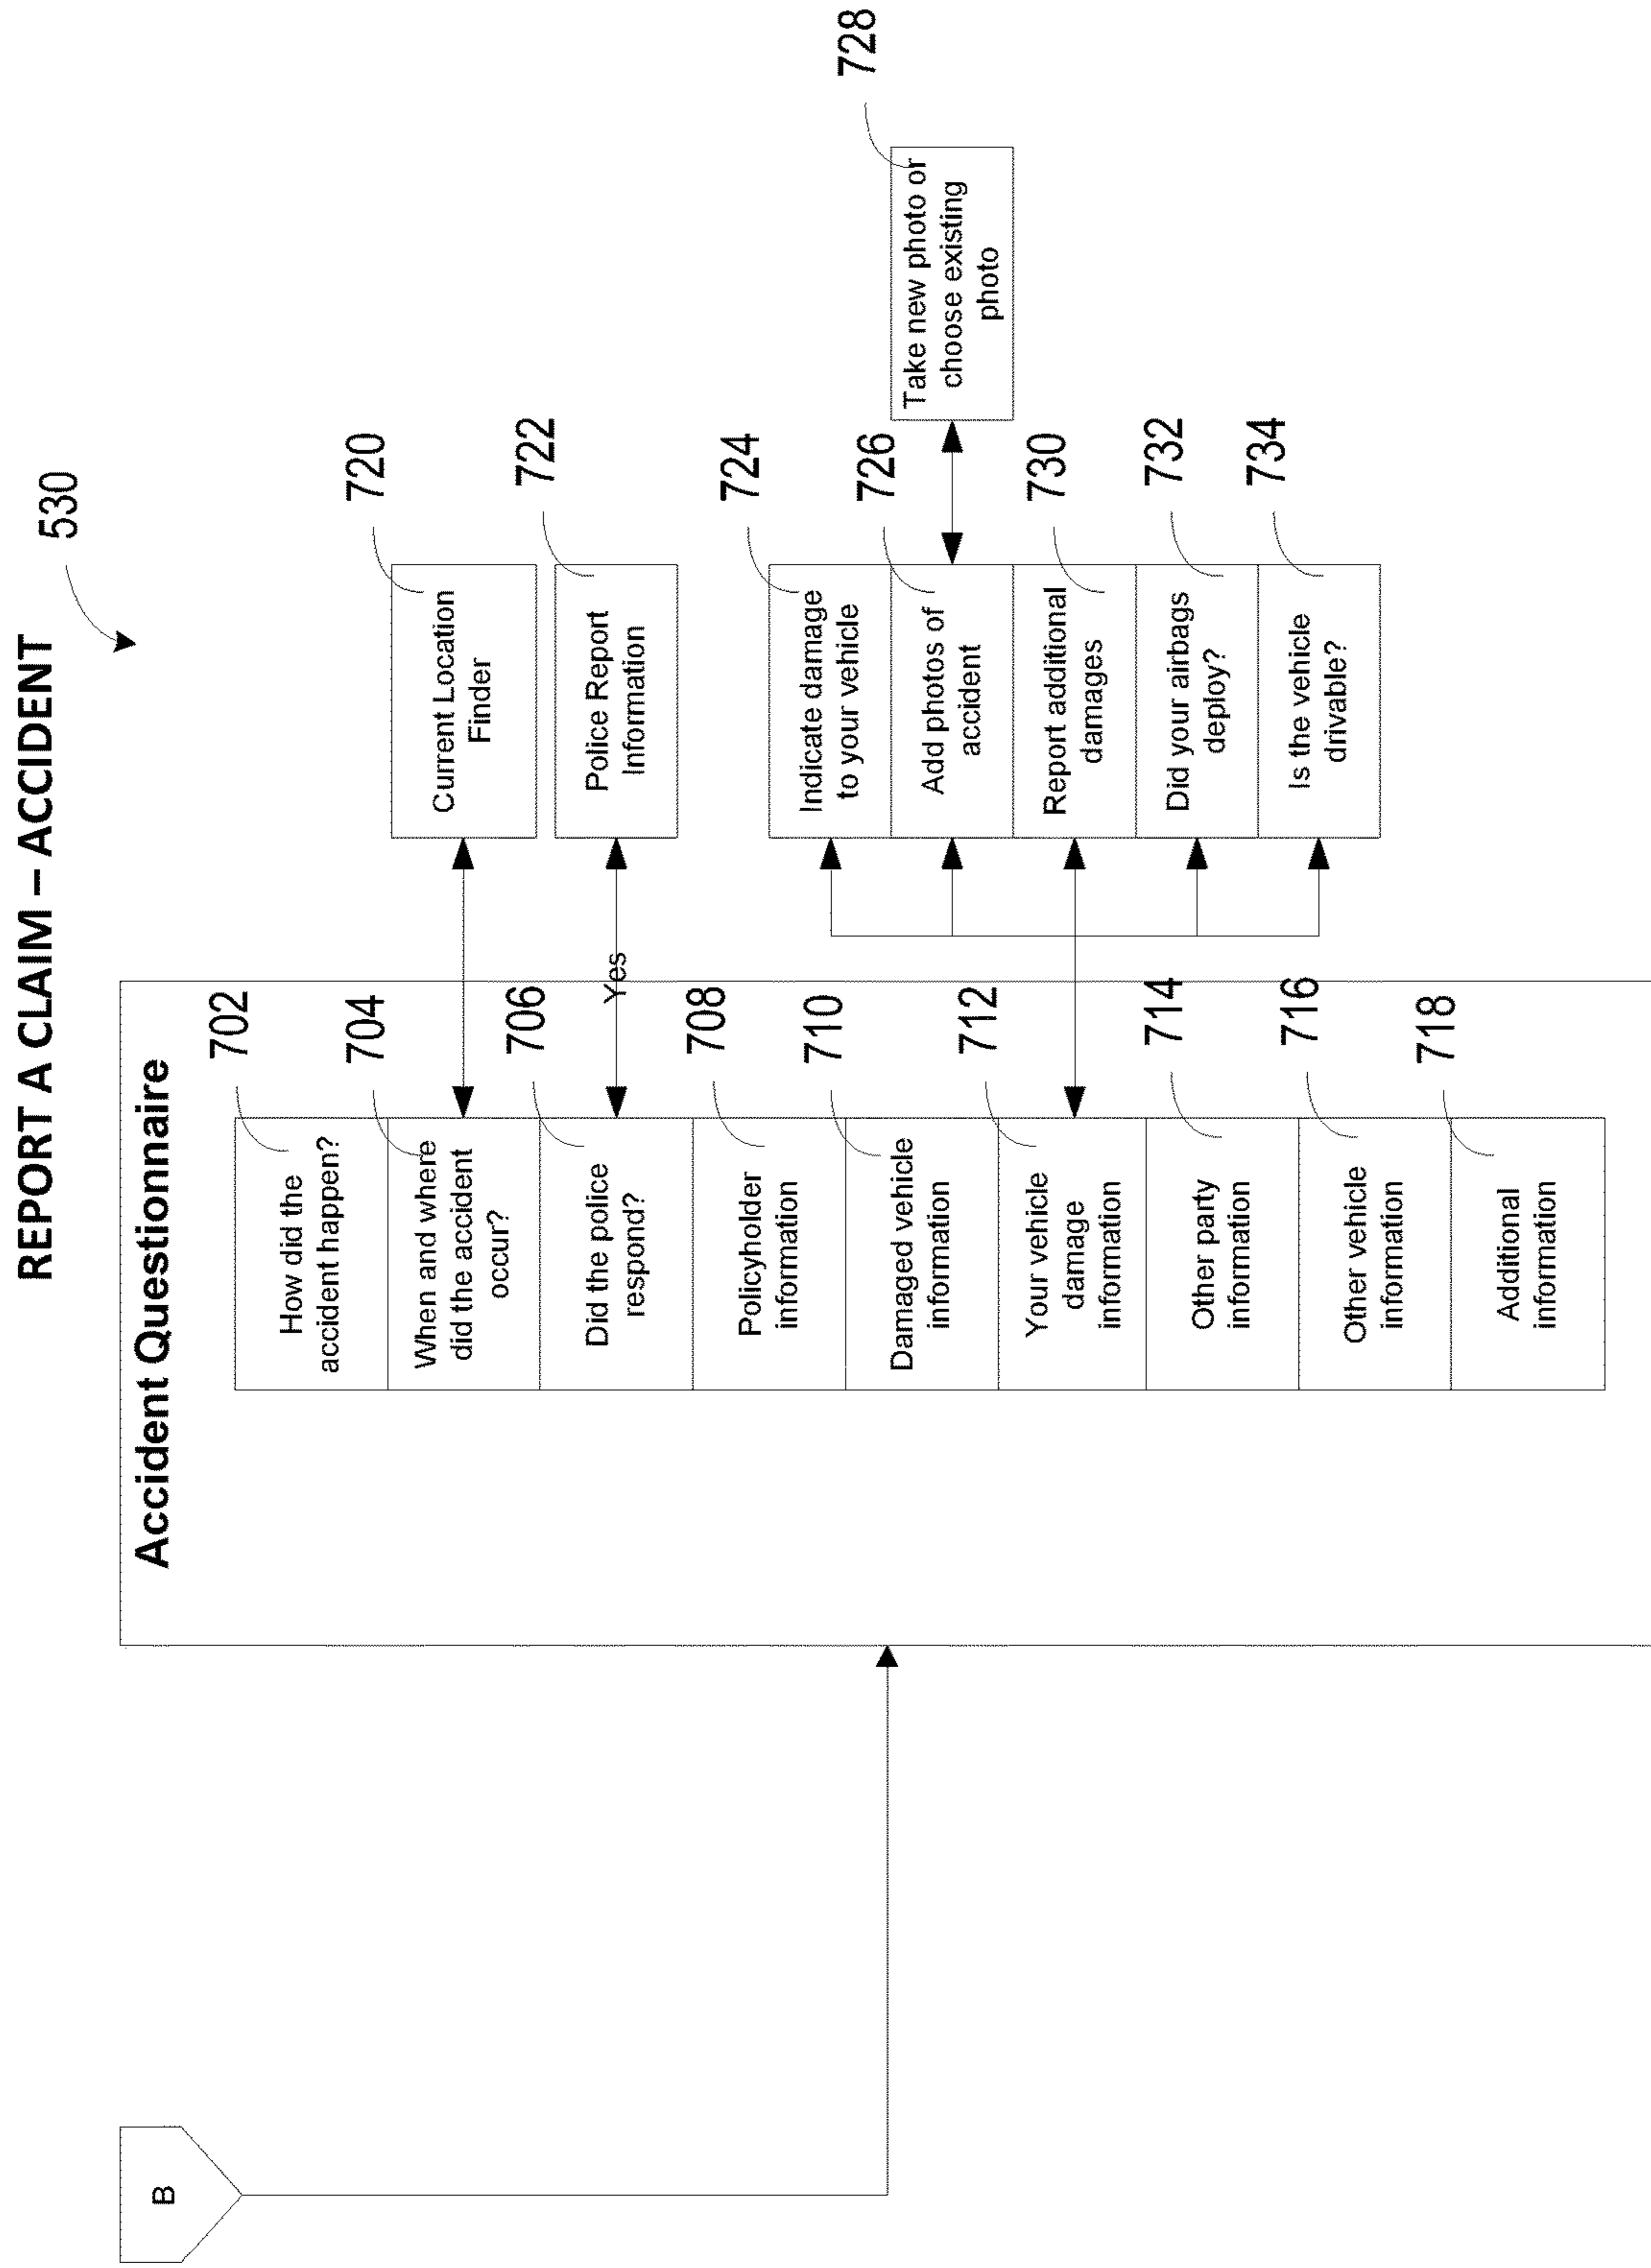 REPORT A CLAIM – ACCIDENT
530
B
Accident Questionnaire
702
How did the
accident happen?
704
When and where
did the accident
occur?
706
Did the police
respond?
Yes
708
Policyholder
information
710
Damaged vehicle
information
712
Your vehicle
damage
information
714
Other party
information
716
Other vehicle
information
718
Additional
information
720
Current Location
Finder
722
Police Report
Information
724
Indicate damage
to your vehicle
726
Add photos of
accident
730
Report additional
damages
732
Did your airbags
deploy?
734
Is the vehicle
drivable?
728
Take new photo or
choose existing
photo